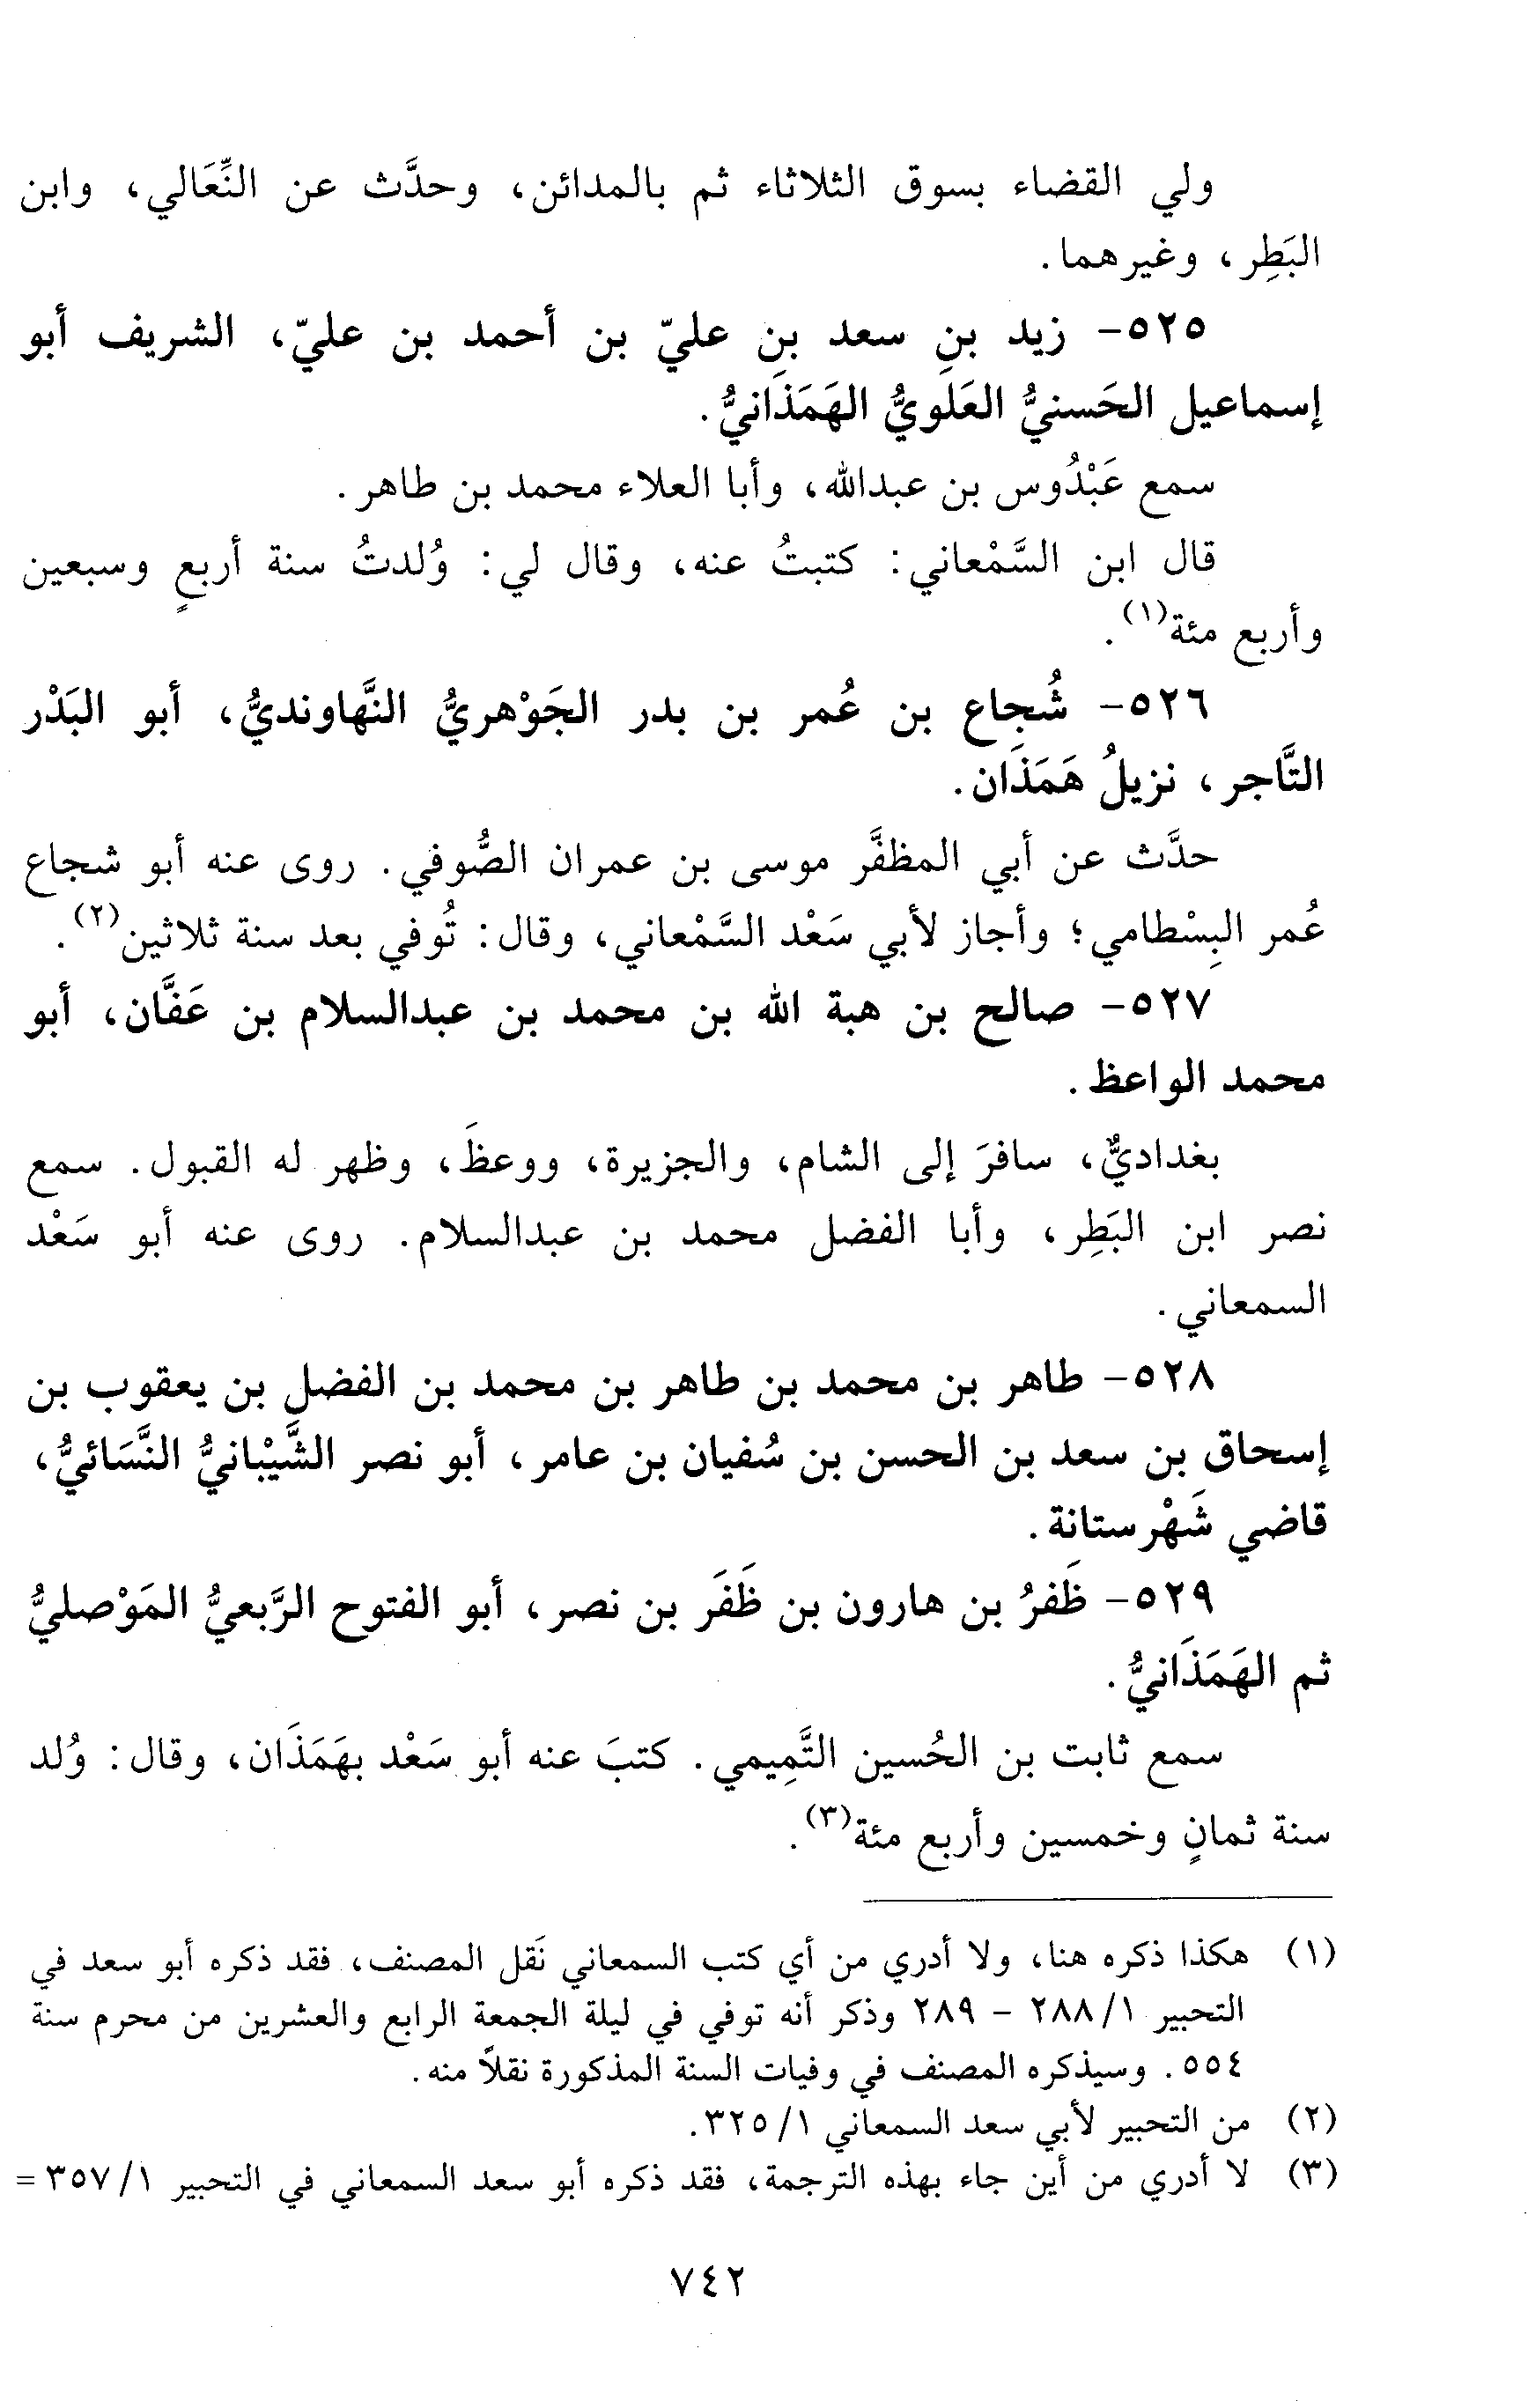 ولي القضاء بسوق الثلاثاء ثم بالمدائن، وحدَّث عن النِّعَالي، وابن
البَطِر، وغيرهما.
٥٢٥- زيد بن سعد بن عليّ بن أحمد بن عليّ، الشريف أبو
إسماعيل الحَسنيُّ العَلَويُّ الهَمَذَانيُّ.
سمع عَبْدُوس بن عبدالله، وأبا العلاء محمد بن طاهر.
قال ابن السَّمْعاني: كتبتُ عنه، وقال لي: وُلدتُ سنة أربعٍ وسبعين
وأربع مئة(١).
٥٢٦- شُجاع بن عُمر بن بدر الجَوْهريُّ النَّهاونديُّ، أبو البَدْر
التَّاجر، نزيلُ هَمَذَان.
حدَّث عن أبي المظفَّر موسى بن عمران الصُّوفي. روى عنه أبو شجاع
عُمر البِسْطامي؛ وأجاز لأبي سَعْد السَّمْعاني، وقال: تُوفي بعد سنة ثلاثين(٢).
٥٢٧- صالح بن هبة الله بن محمد بن عبدالسلام بن عَفَّان، أبو
محمد الواعظ.
بغداديٌّ، سافرَ إلى الشام، والجزيرة، ووعظَ، وظهر له القبول. سمع
نصر ابن البَطِر، وأبا الفضل محمد بن عبدالسلام. روى عنه أبو سَعْد
السمعاني.
٥٢٨- طاهر بن محمد بن طاهر بن محمد بن الفضل بن يعقوب بن
إسحاق بن سعد بن الحسن بن سُفيان بن عامر، أبو نصر الشَّيْبانيُّ النَّسَائيُّ،
قاضي شَهْرستانة.
٥٢٩- ظَفرُ بن هارون بن ظَفَر بن نصر، أبو الفتوح الرَّبعيُّ المَوْصليُّ
ثم الهَمَذَانيُّ.
سمع ثابت بن الحُسين التَّمِيمي. كتبَ عنه أبو سَعْد بهَمَذَان، وقال: وُلد
سنة ثمانٍ وخمسين وأربع مئة(٣).
(١) هكذا ذكره هنا، ولا أدري من أي كتب السمعاني نَقل المصنف، فقد ذكره أبو سعد في
التحبير ١/ ٢٨٨ - ٢٨٩ وذكر أنه توفي في ليلة الجمعة الرابع والعشرين من محرم سنة
٥٥٤. وسيذكره المصنف في وفيات السنة المذكورة نقلاً منه.
(٢) من التحبير لأبي سعد السمعاني ١/ ٣٢٥.
(٣) لا أدري من أين جاء بهذه الترجمة، فقد ذكره أبو سعد السمعاني في التحبير ١/ ٣٥٧ =
٧٤٢